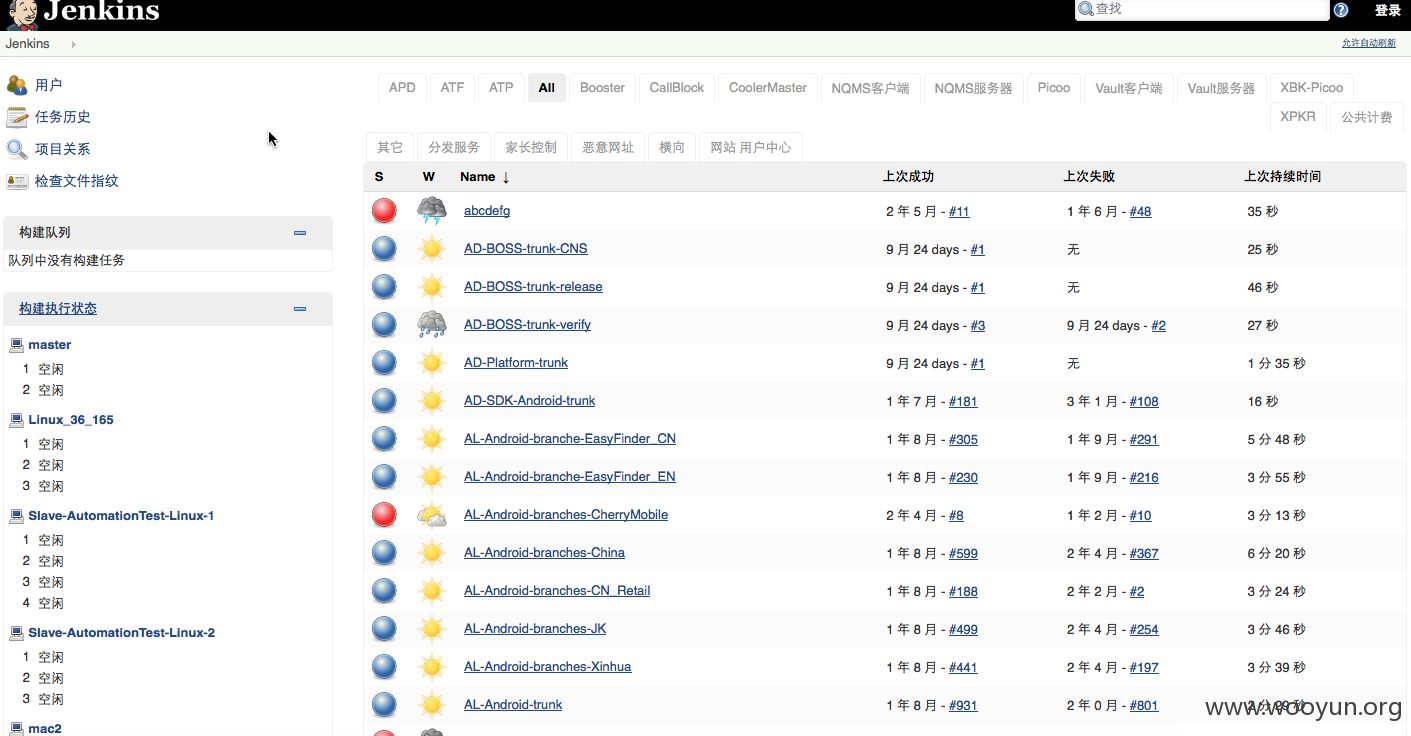 Jenkins
查找
登录
Jenkins
允许自动刷新
用户
任务历史
项目关系
检查文件指纹
构建队列
队列中没有构建任务
构建执行状态
master
1 空闲
2 空闲
Linux_36_165
1 空闲
2 空闲
3 空闲
Slave-AutomationTest-Linux-1
1 空闲
2 空闲
3 空闲
4 空闲
Slave-AutomationTest-Linux-2
1 空闲
2 空闲
3 空闲
mac2
APD ATF ATP All Booster CallBlock CoolerMaster NQMS客户端 NQMS服务器 Picoo Vault客户端 Vault服务器 XBK-Picoo
XPKR 公共计费
其它 分发服务 家长控制 恶意网址 横向 网站 用户中心
S W Name ↓ 上次成功 上次失败 上次持续时间
abcdefg 2 年 5 月 - #11 1 年 6 月 - #48 35 秒
AD-BOSS-trunk-CNS 9 月 24 days - #1 无 25 秒
AD-BOSS-trunk-release 9 月 24 days - #1 无 46 秒
AD-BOSS-trunk-verify 9 月 24 days - #3 9 月 24 days - #2 27 秒
AD-Platform-trunk 9 月 24 days - #1 无 1 分 35 秒
AD-SDK-Android-trunk 1 年 7 月 - #181 3 年 1 月 - #108 16 秒
AL-Android-branche-EasyFinder_CN 1 年 8 月 - #305 1 年 9 月 - #291 5 分 48 秒
AL-Android-branche-EasyFinder_EN 1 年 8 月 - #230 1 年 9 月 - #216 3 分 55 秒
AL-Android-branches-CherryMobile 2 年 4 月 - #8 1 年 2 月 - #10 3 分 13 秒
AL-Android-branches-China 1 年 8 月 - #599 2 年 4 月 - #367 6 分 20 秒
AL-Android-branches-CN_Retail 1 年 8 月 - #188 2 年 2 月 - #2 3 分 24 秒
AL-Android-branches-JK 1 年 8 月 - #499 2 年 4 月 - #254 3 分 46 秒
AL-Android-branches-Xinhua 1 年 8 月 - #441 2 年 4 月 - #197 3 分 39 秒
AL-Android-trunk 1 年 8 月 - #931 2 年 0 月 - #801
www.wooyun.org